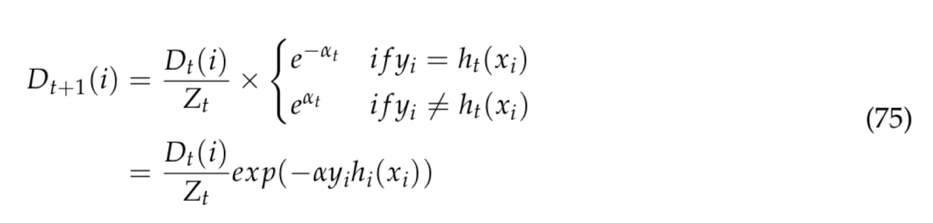 D_{t+1}(i) = \frac{D_t(i)}{Z_t} \times \begin{cases} e^{-\alpha_t} & if y_i = h_t(x_i) \\ e^{\alpha_t} & if y_i \neq h_t(x_i) \end{cases}
= \frac{D_t(i)}{Z_t} exp(-\alpha y_i h_i(x_i)) (75)